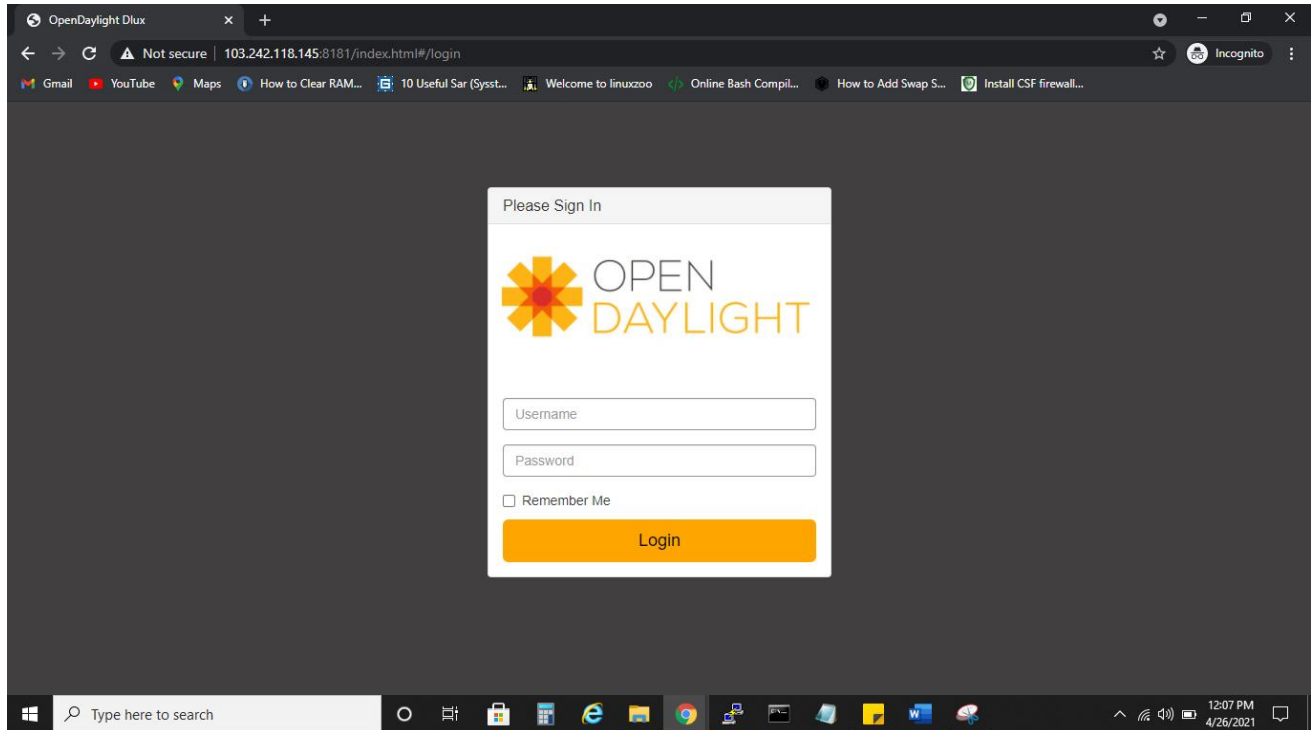 OpenDaylight Dlux
Not secure | 103.242.118.145:8181/index.html#/login
Incognito
Gmail YouTube Maps How to Clear RAM... 10 Useful Sar (Sysst... Welcome to linuxzoo Online Bash Compil... How to Add Swap S... Install CSF firewall...
Please Sign In
OPEN
DAYLIGHT
Username
Password
Remember Me
Login
Type here to search
12:07 PM
4/26/2021